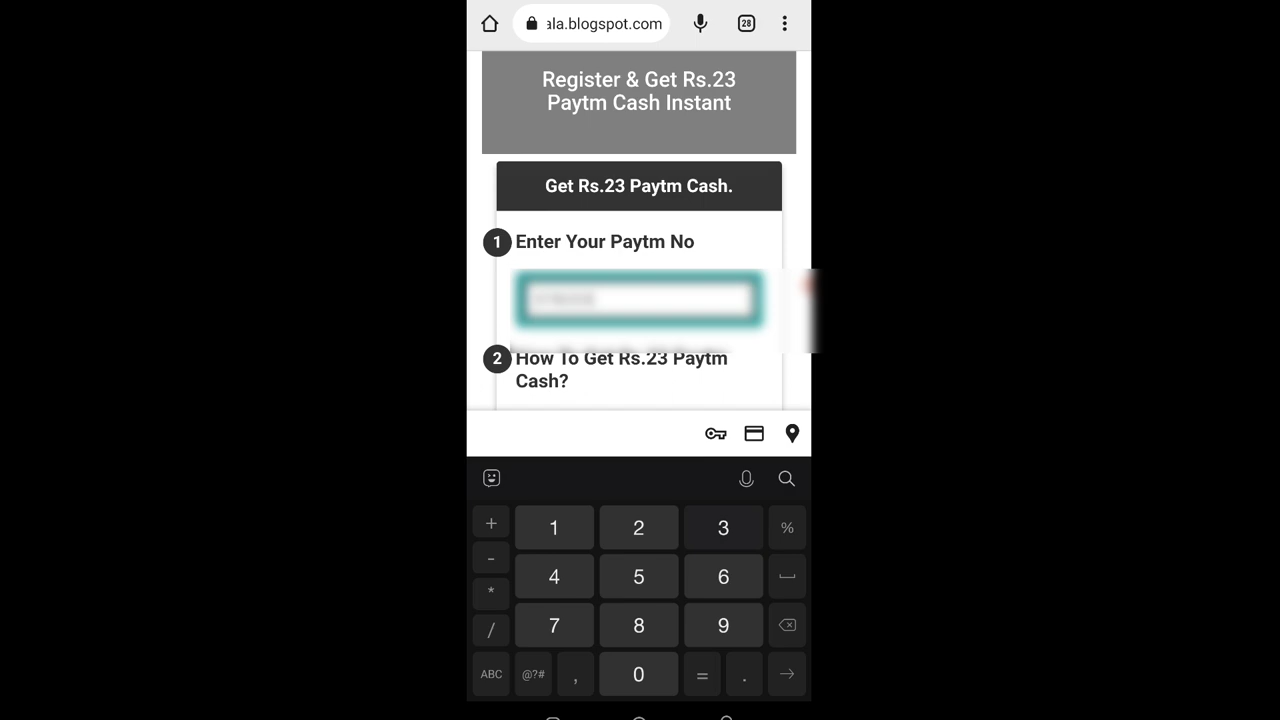 ala.blogspot.com
28
Register & Get Rs.23
Paytm Cash Instant
Get Rs.23 Paytm Cash.
1 Enter Your Paytm No
2 How To Get Rs.23 Paytm
Cash?
+ 1 2 3 %
- 4 5 6
* 7 8 9
/
ABC @?# , 0 = .